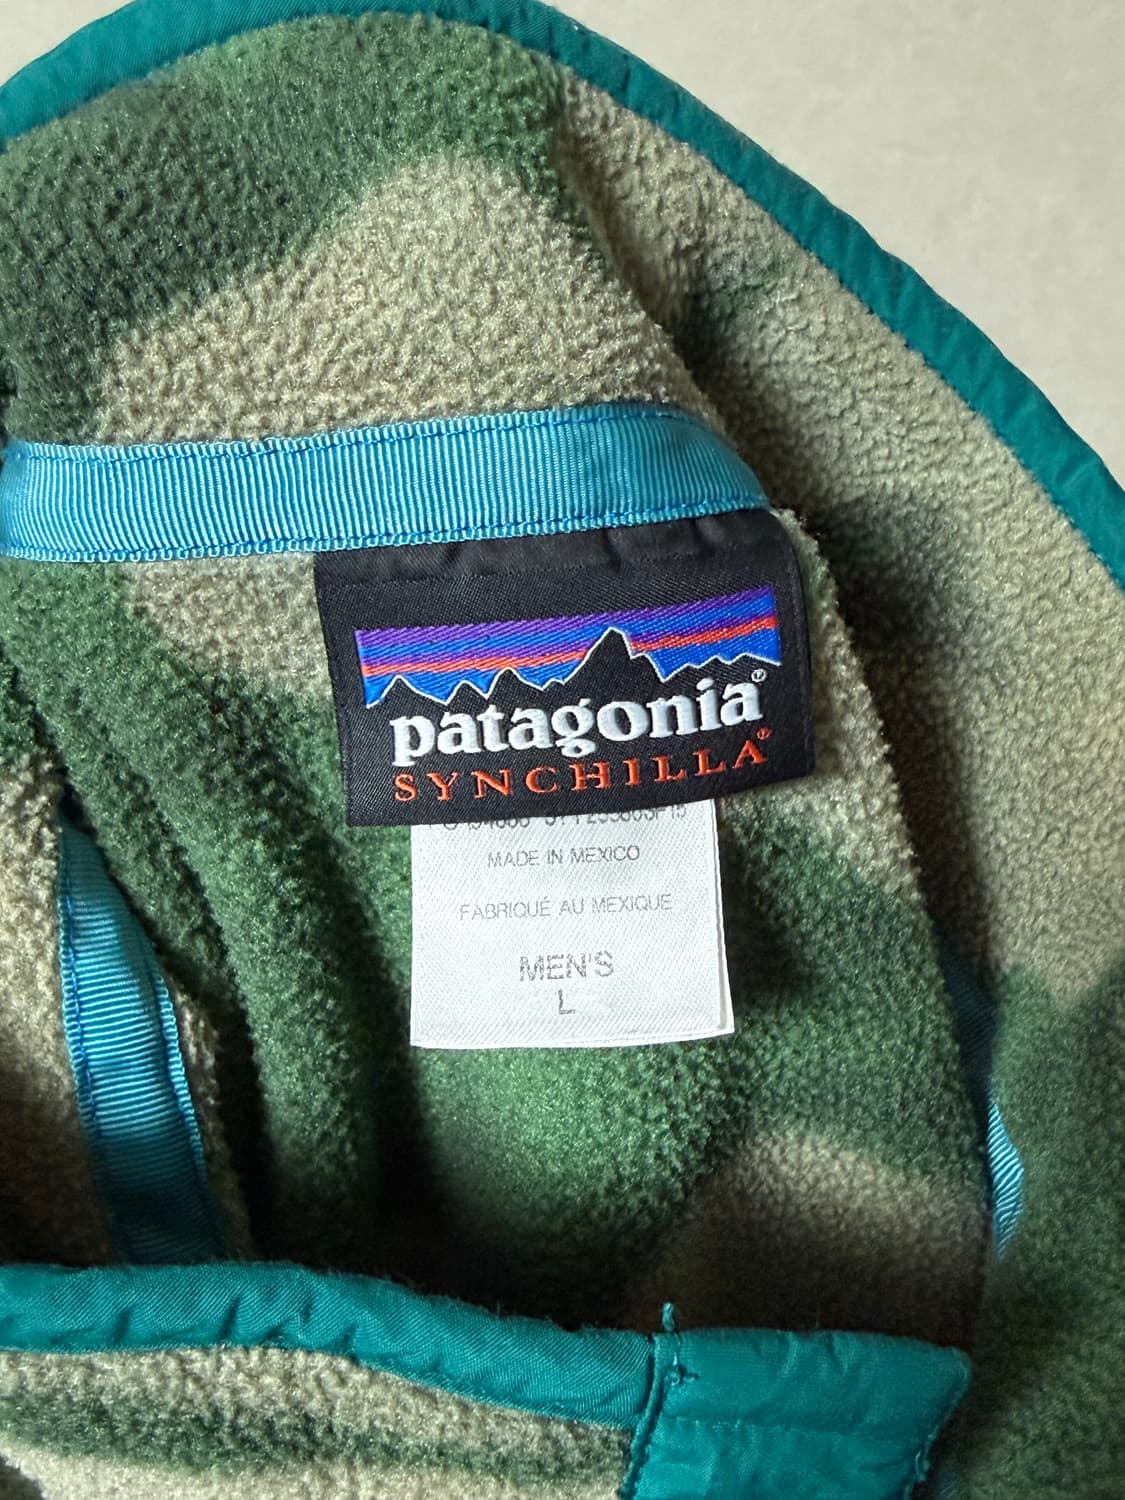 patagonia®
SYNCHILLA®
MADE IN MEXICO
FABRIQUÉ AU MEXIQUE
MEN'S
L